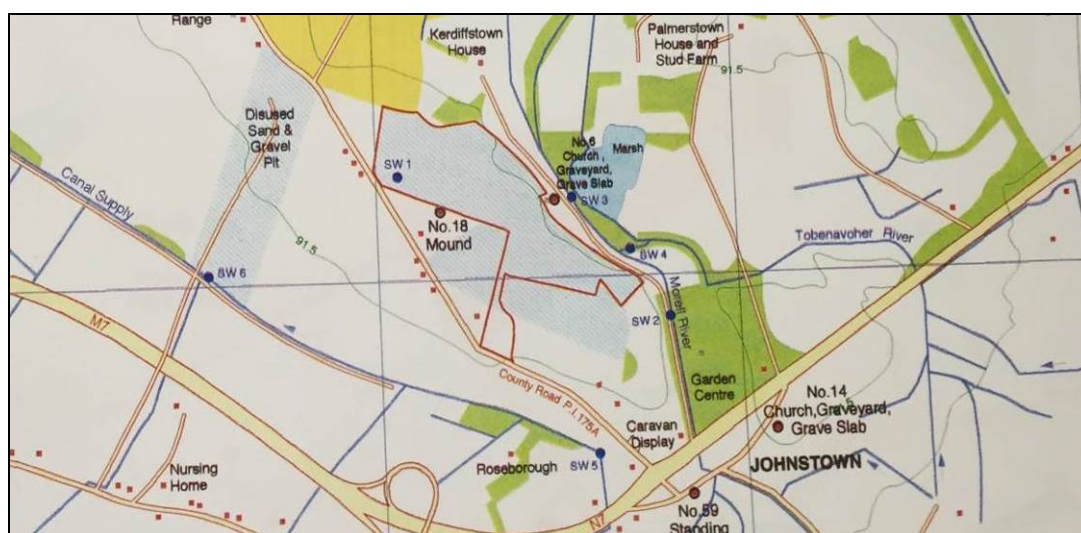 Range
Kerdiffstown
House
Palmerstown
House and
Stud Farm
91.5
Disused
Sand &
Gravel
Pit
No.6
Church,
Graveyard,
Grave Slab
Marsh
SW 1
SW 3
Canal Supply
No.18
Mound
91.5
SW 4
Tobenavoher River
SW 6
Morell River
SW 2
M7
County Road P.I.175A
Garden
Centre
No.14
Church,Graveyard,
Grave Slab
Caravan
Display
Roseborough
SW 5
JOHNSTOWN
Nursing
Home
N7
No.59
Standing